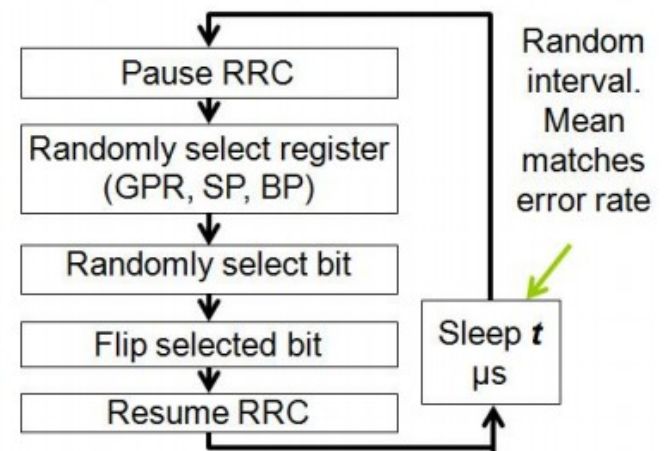 Pause RRC
Randomly select register
(GPR, SP, BP)
Randomly select bit
Flip selected bit
Resume RRC
Random
interval.
Mean
matches
error rate
Sleep t
µs